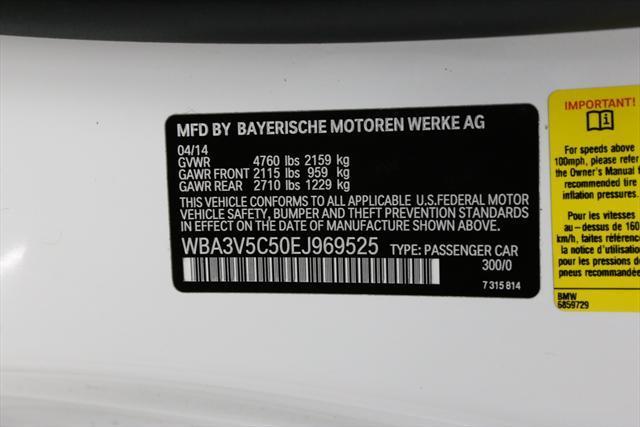 MFD BY BAYERISCHE MOTOREN WERKE AG
04/14
GVWR 4760 lbs 2159 kg
GAWR FRONT 2115 lbs 959 kg
GAWR REAR 2710 lbs 1229 kg
THIS VEHICLE CONFORMS TO ALL APPLICABLE U.S.FEDERAL MOTOR
VEHICLE SAFETY, BUMPER AND THEFT PREVENTION STANDARDS
IN EFFECT ON THE DATE OF MANUFACTURE SHOWN ABOVE.
WBA3V5C50EJ969525 TYPE: PASSENGER CAR
300/0
7 315 814
IMPORTANT!
For speeds above
100mph, please refer
the Owner's Manual f
recommended tire
inflation pressures.
Pour les vitesses
au-dessus de 160
km/h, faites référen
la notice d'utilisation
pour les pressions de
pneus recommandée
BMW
6859729